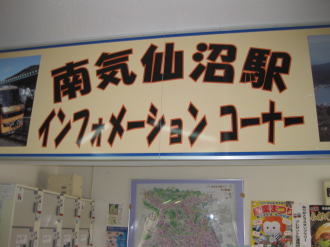 南気仙沼駅
インフォメーション コーナー